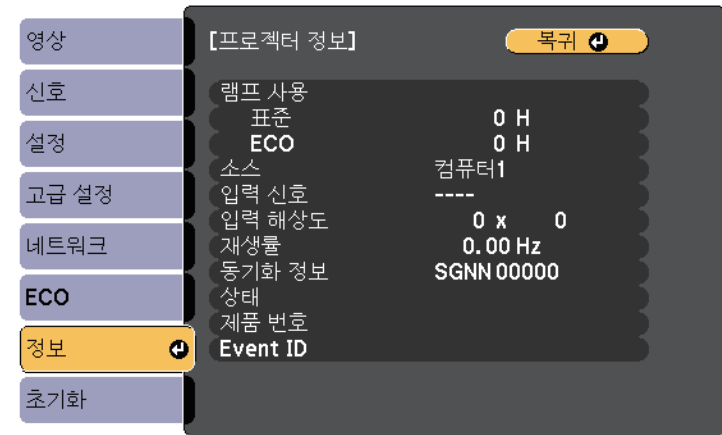 영상
신호
설정
고급 설정
네트워크
ECO
정보
초기화
[프로젝터 정보]
복귀
램프 사용
표준 0 H
ECO 0 H
소스 컴퓨터1
입력 신호 ----
입력 해상도 0 x 0
재생률 0.00 Hz
동기화 정보 SGNN 00000
상태
제품 번호
Event ID